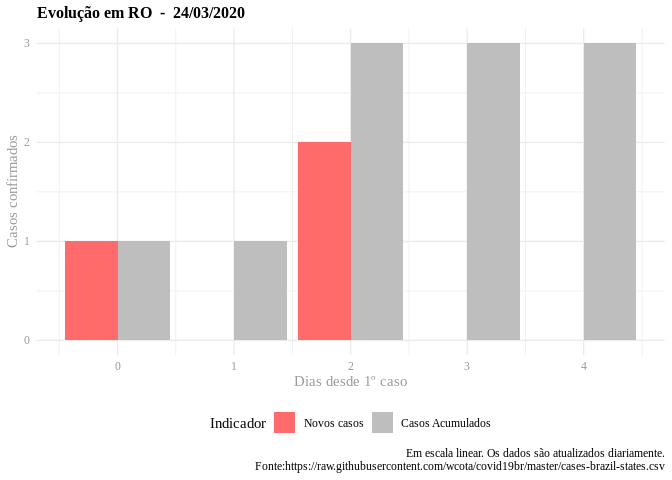 Evolução em RO  -  24/03/2020
Casos confirmados
3
2
1
0
0 1 2 3 4
Dias desde 1º caso
Indicador Novos casos Casos Acumulados
Em escala linear. Os dados são atualizados diariamente.
Fonte:https://raw.githubusercontent.com/wcota/covid19br/master/cases-brazil-states.csv